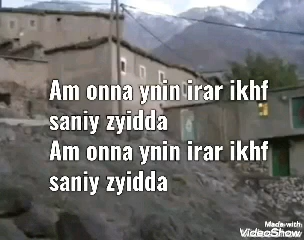 Am onna ynin irar ikhf
saniy zyidda
Am onna ynin irar ikhf
saniy zyidda
Made with
VideoShow